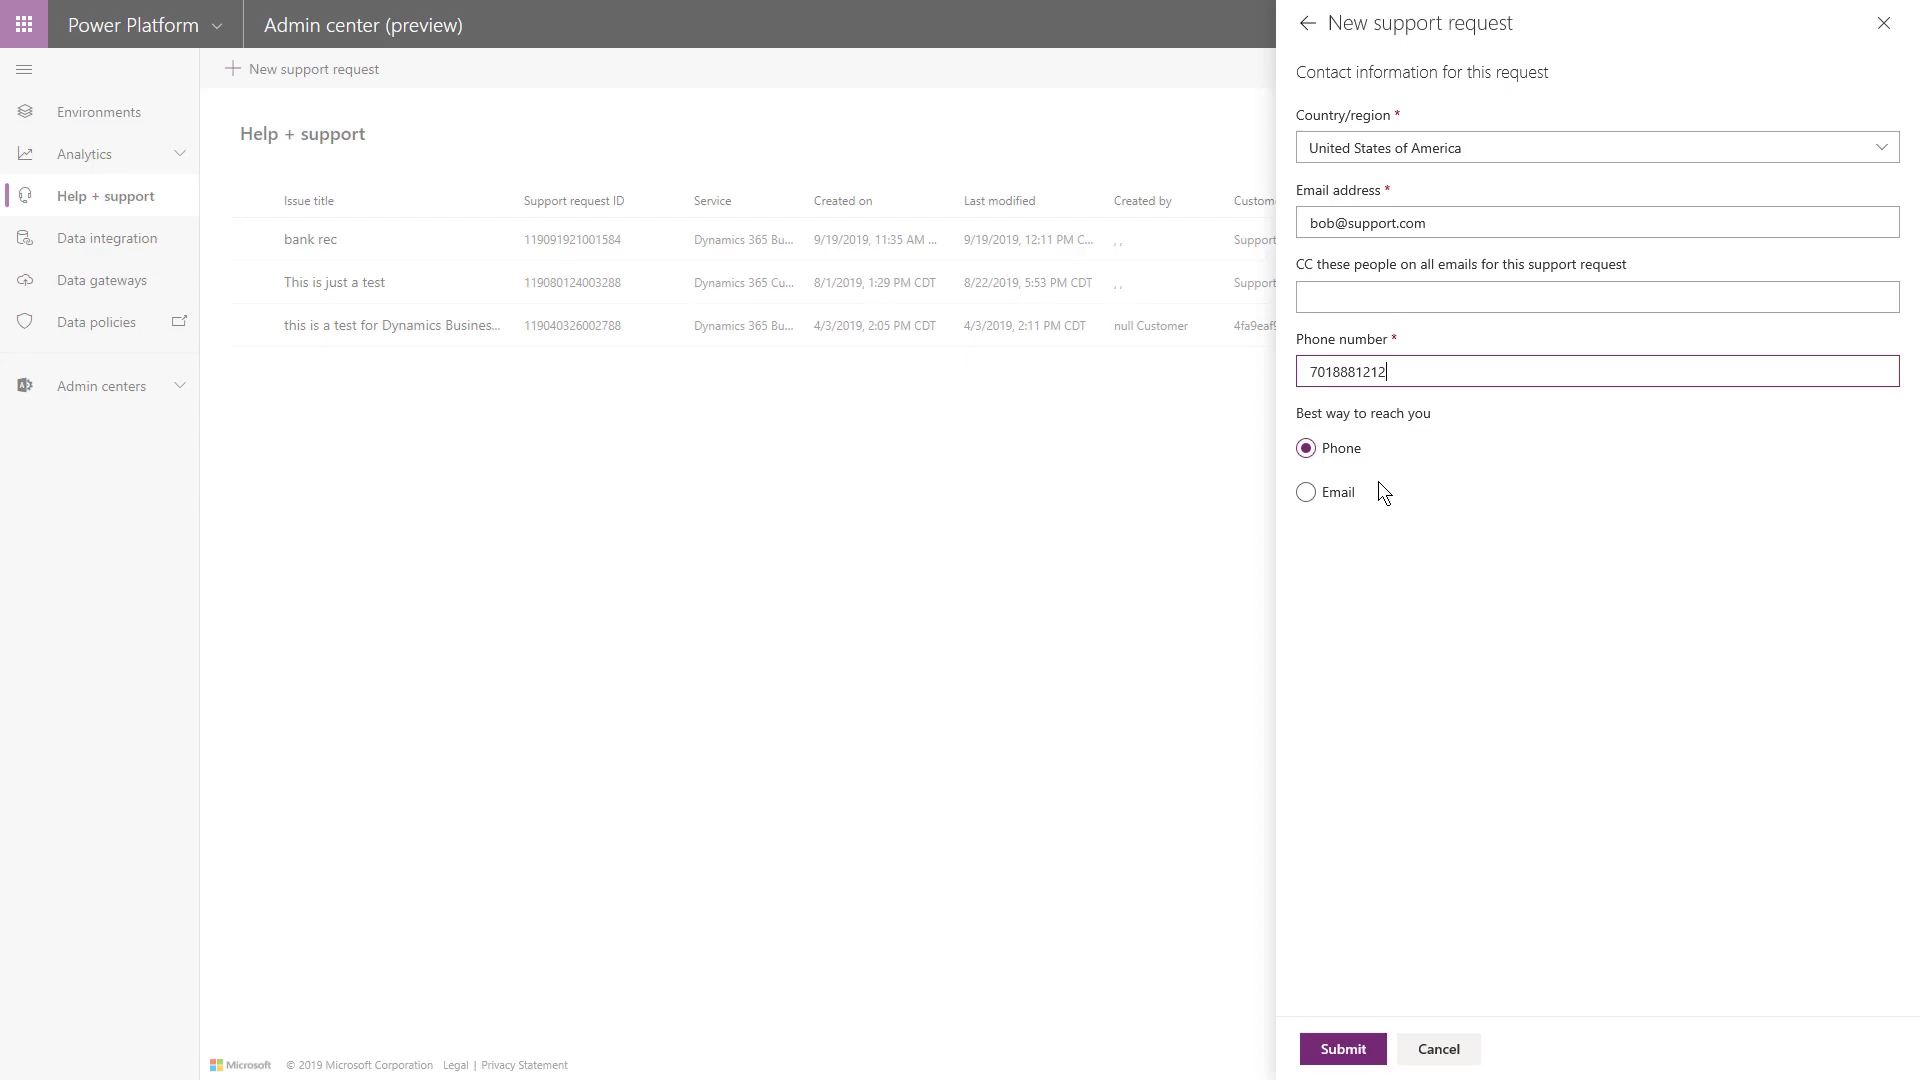 Power Platform
Admin center (preview)
New support request
Environments
Analytics
Help + support
Data integration
Data gateways
Data policies
Admin centers
Help + support
Issue title Support request ID Service Created on Last modified Created by Custom
bank rec 119091921001584 Dynamics 365 Bu... 9/19/2019, 11:35 AM ... 9/19/2019, 12:11 PM C... , , Support
This is just a test 119080124003288 Dynamics 365 Cu... 8/1/2019, 1:29 PM CDT 8/22/2019, 5:53 PM CDT , , Support
this is a test for Dynamics Busines... 119040326002788 Dynamics 365 Bu... 4/3/2019, 2:05 PM CDT 4/3/2019, 2:11 PM CDT null Customer 4fa9eaf9
Microsoft © 2019 Microsoft Corporation Legal | Privacy Statement
New support request
Contact information for this request
Country/region *
United States of America
Email address *
bob@support.com
CC these people on all emails for this support request
Phone number *
7018881212
Best way to reach you
Phone
Email
Submit Cancel